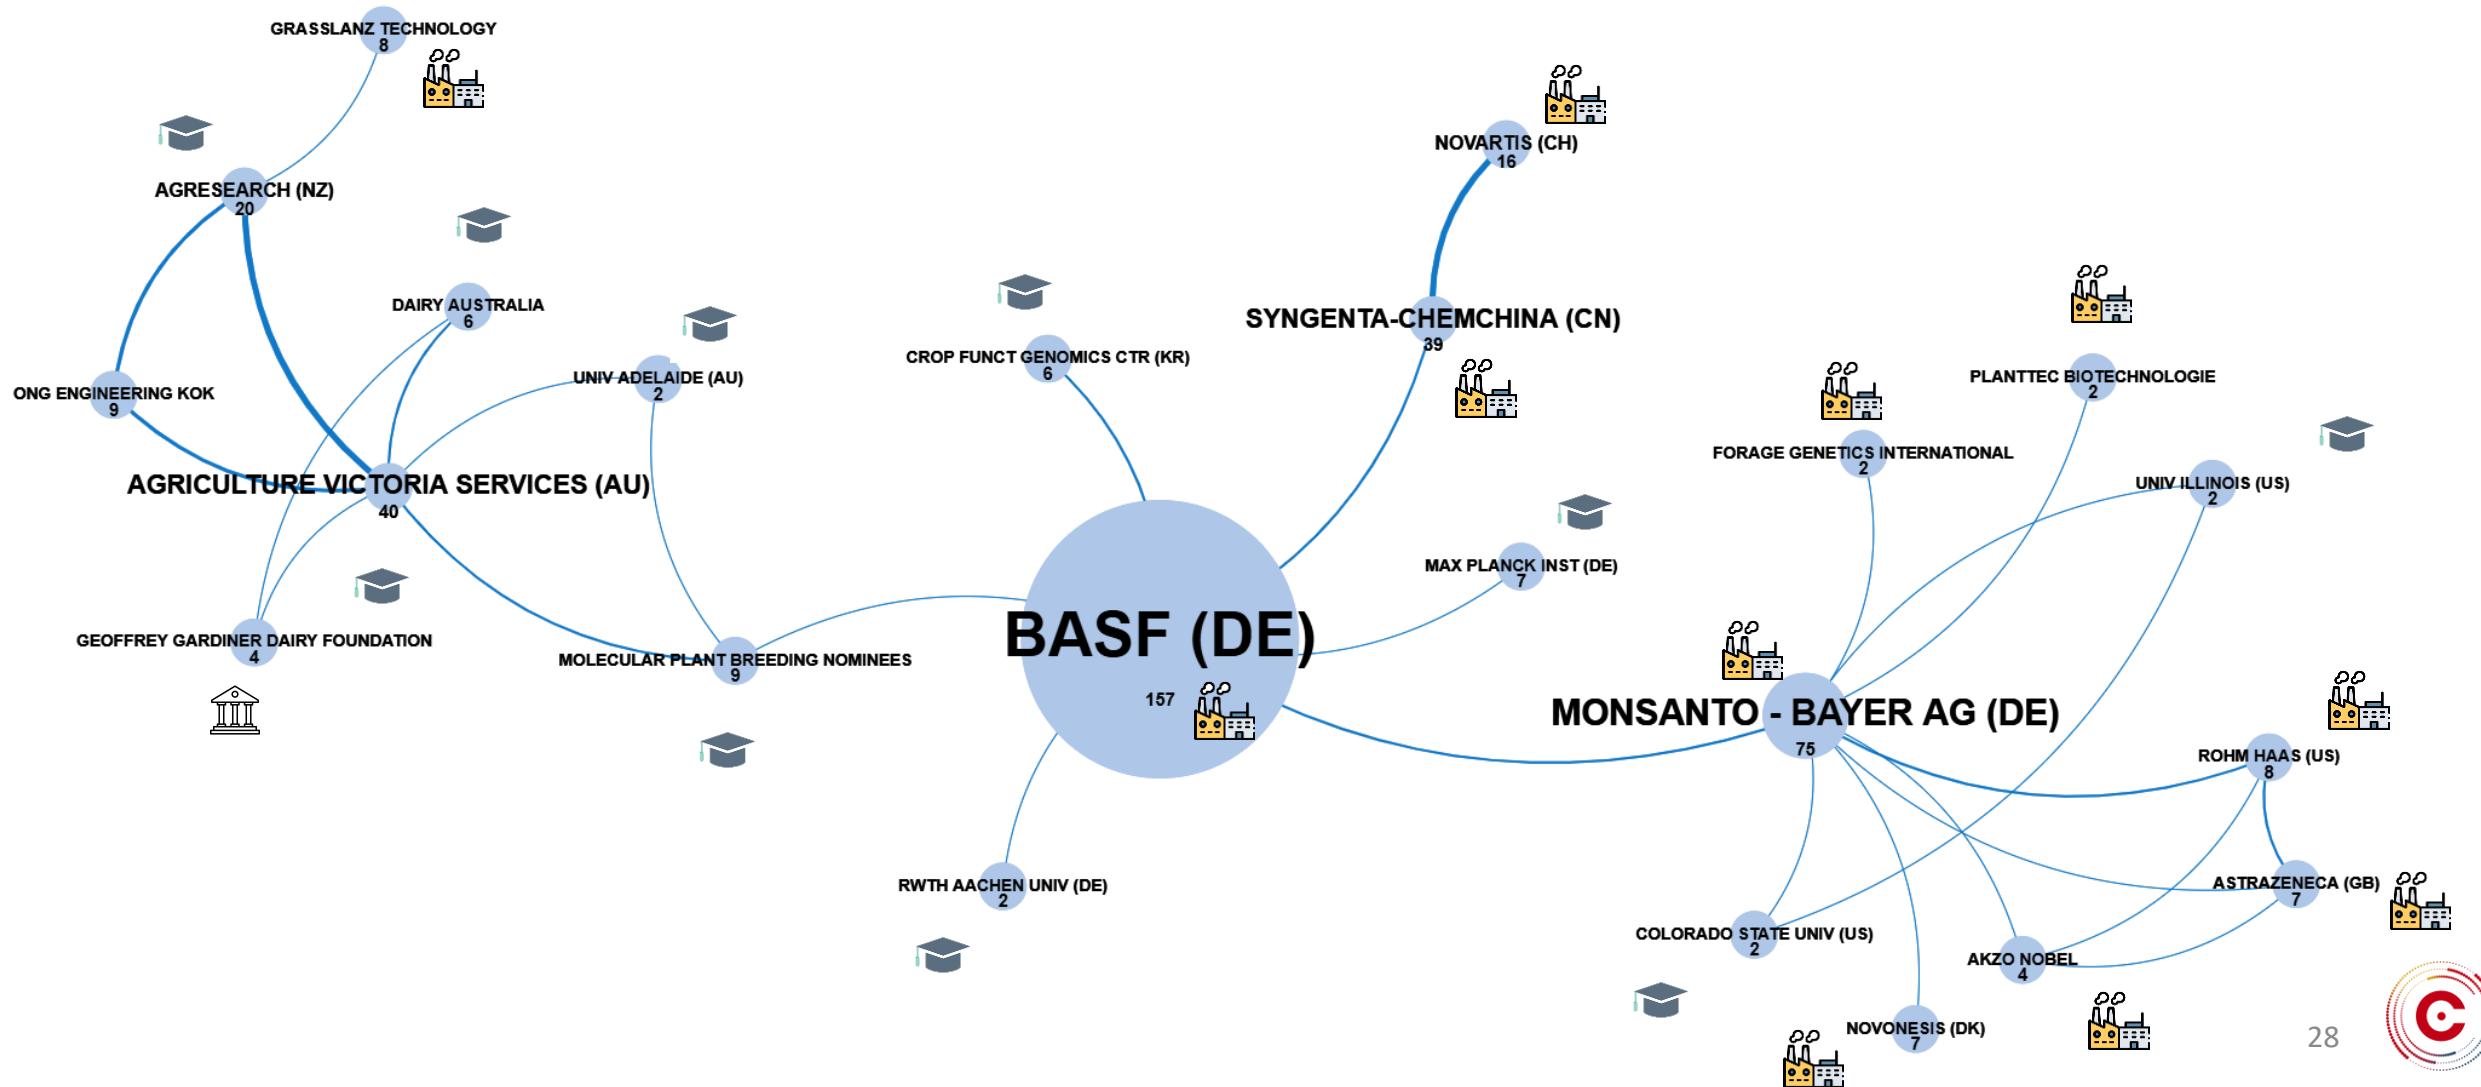 GRASSLANZ TECHNOLOGY
8
NOVARTIS (CH)
16
AGRESEARCH (NZ)
20
DAIRY AUSTRALIA
6
SYNGENTA-CHEMCHINA (CN)
39
CROP FUNCT GENOMICS CTR (KR)
6
UNIV ADELAIDE (AU)
2
PLANTTEC BIOTECHNOLOGIE
2
ONG ENGINEERING KOK
9
FORAGE GENETICS INTERNATIONAL
2
AGRICULTURE VICTORIA SERVICES (AU)
40
UNIV ILLINOIS (US)
2
MAX PLANCK INST (DE)
7
BASF (DE)
157
GEOFFREY GARDINER DAIRY FOUNDATION
4
MOLECULAR PLANT BREEDING NOMINEES
9
MONSANTO - BAYER AG (DE)
75
ROHM HAAS (US)
8
RWTH AACHEN UNIV (DE)
2
ASTRAZENECA (GB)
7
COLORADO STATE UNIV (US)
2
AKZO NOBEL
4
NOVONESIS (DK)
7
28